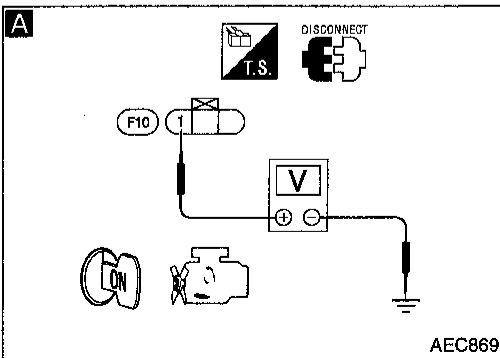 A
DISCONNECT
T.S.
F10 1
V
+ −
ON
AEC869